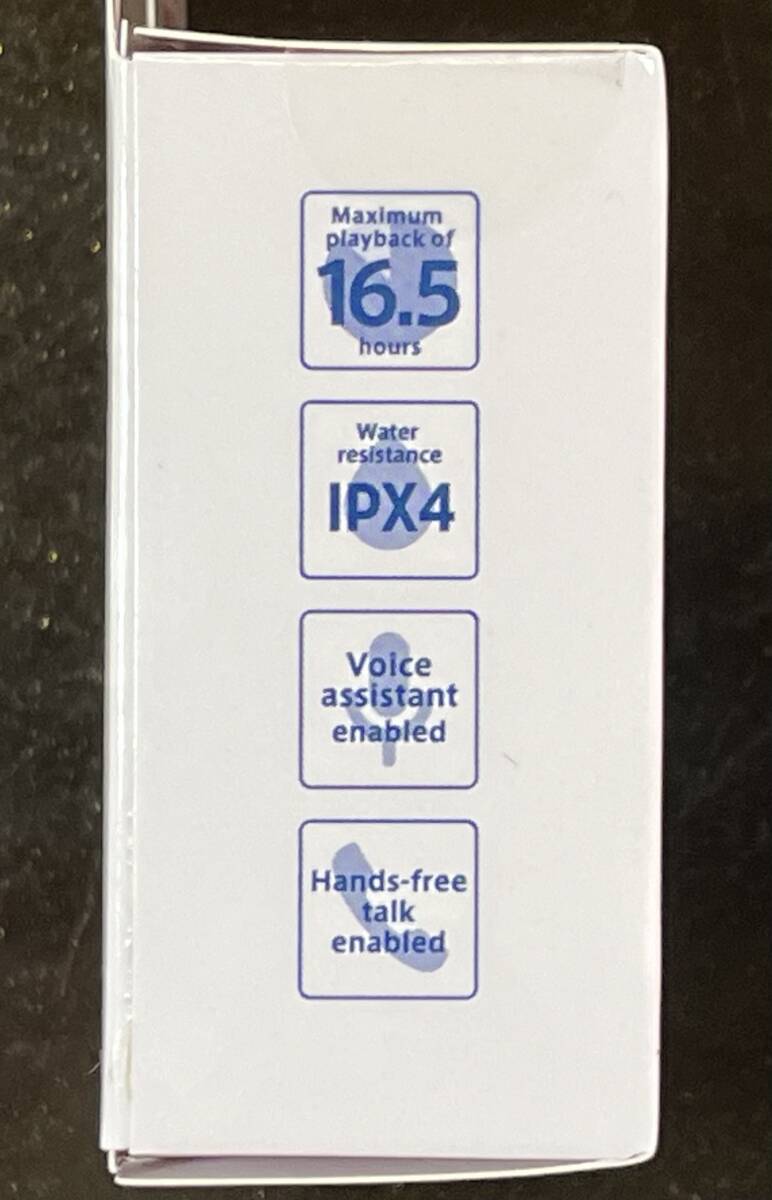 Maximum
playback of
16.5
hours
Water
resistance
IPX4
Voice
assistant
enabled
Hands-free
talk
enabled